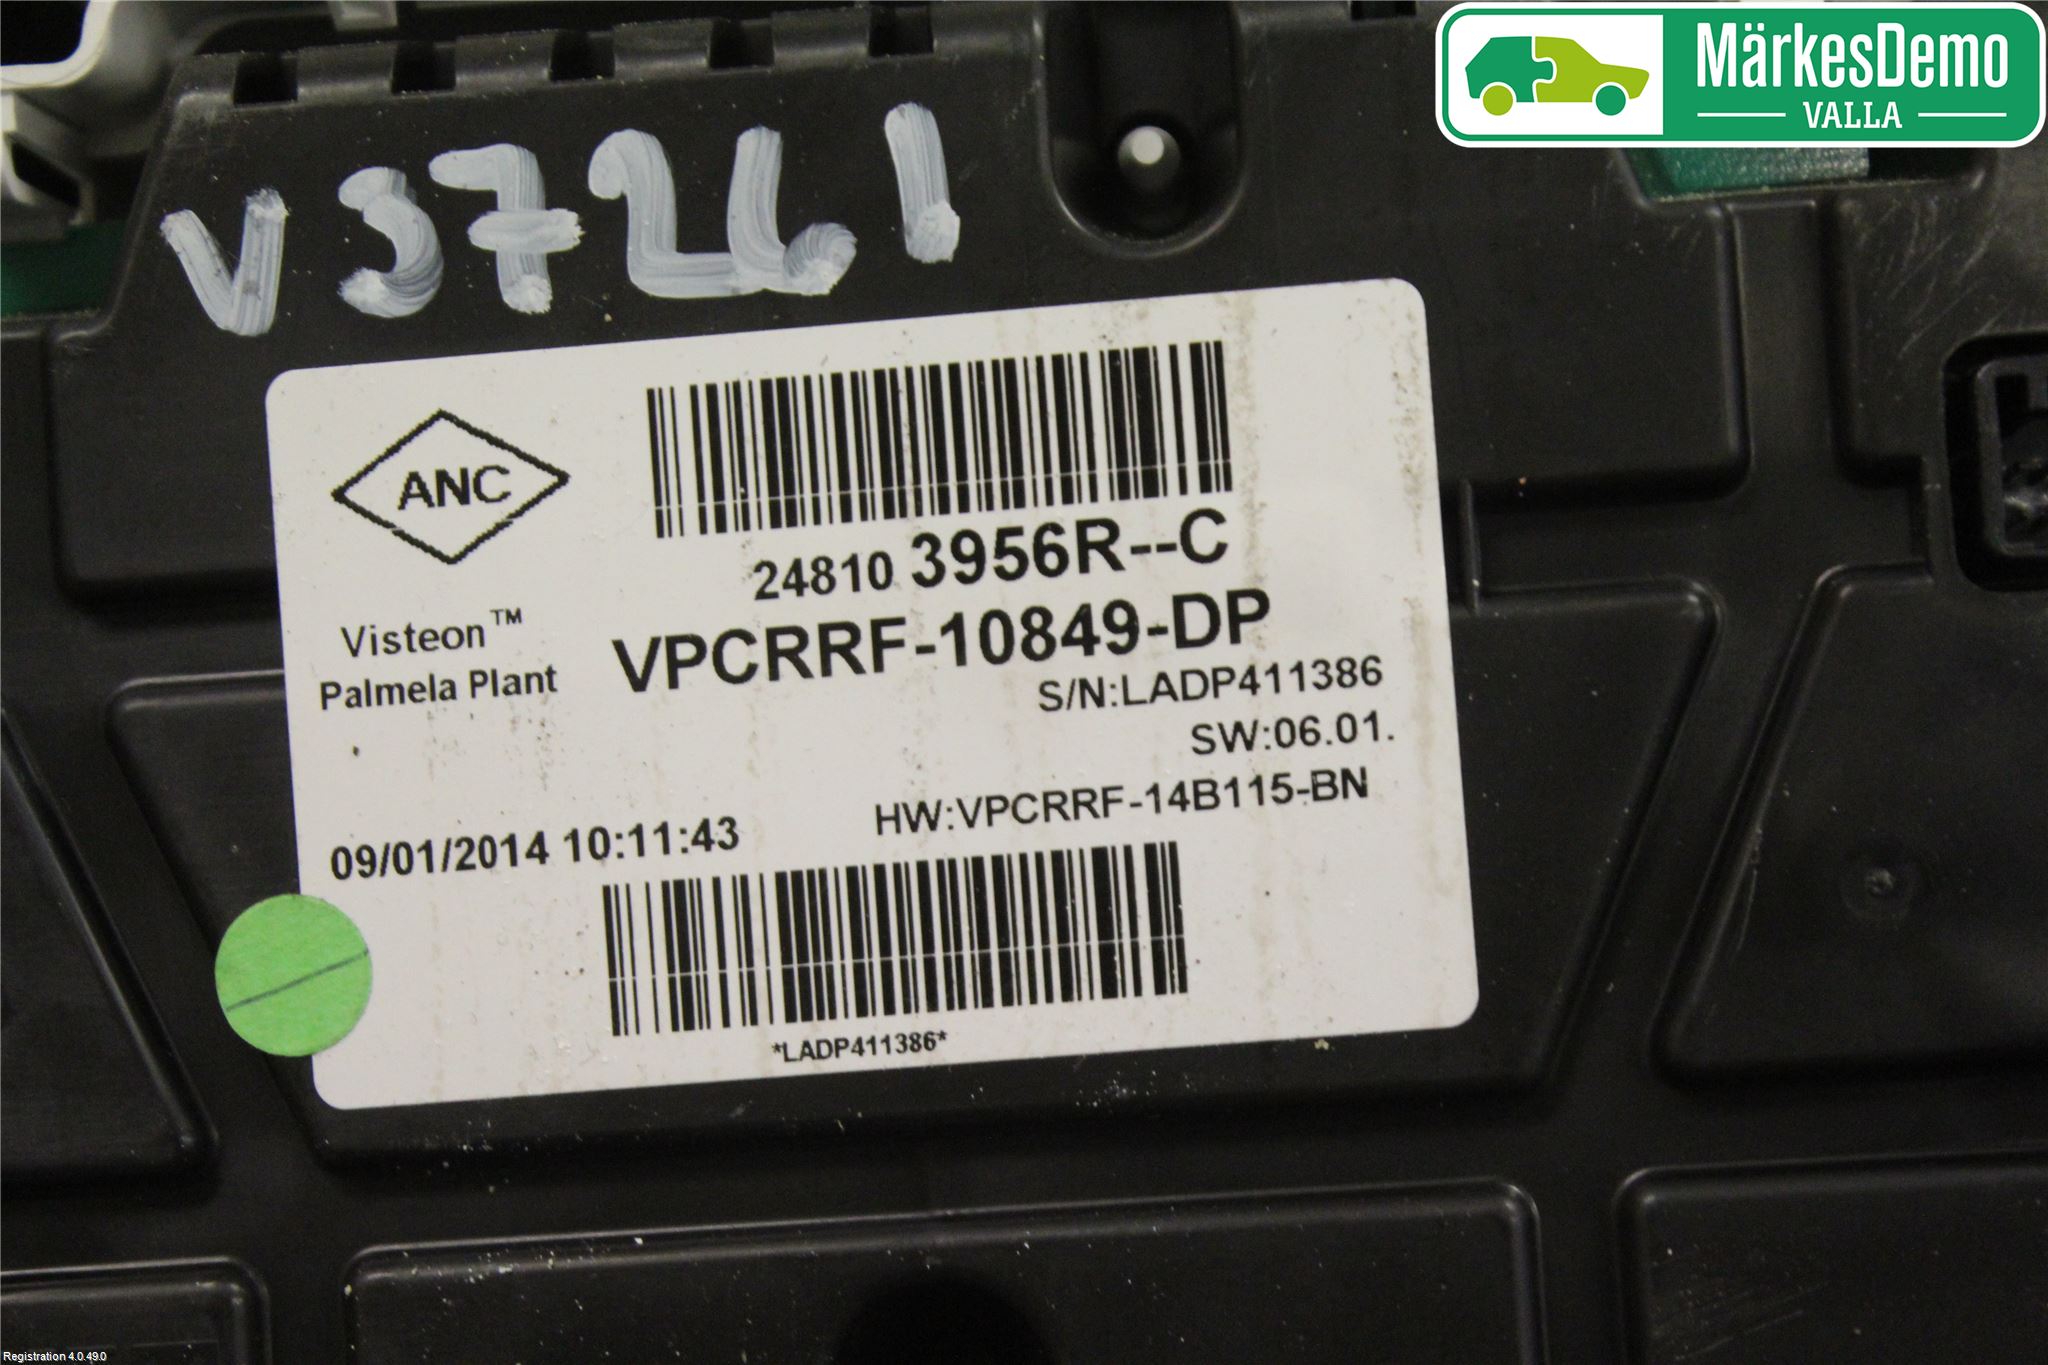 MärkesDemo
VALLA
V37261
ANC
24810 3956R--C
VPCRRF-10849-DP
Visteon™
Palmela Plant
S/N:LADP411386
SW:06.01.
HW:VPCRRF-14B115-BN
09/01/2014 10:11:43
*LADP411386*
Registration 4.0.49.0